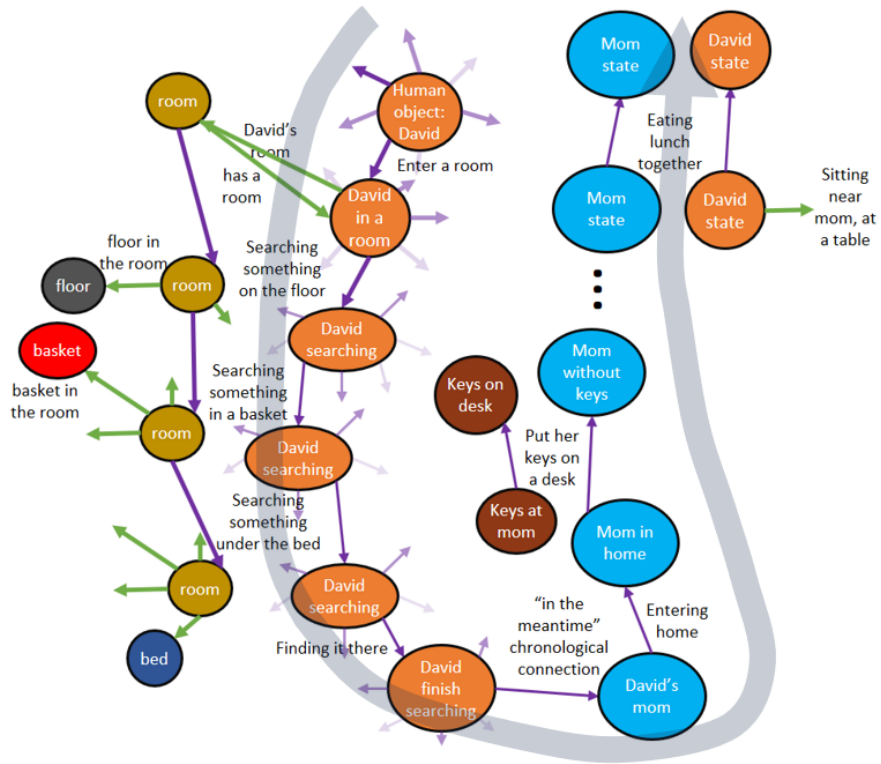 room
David's
room
has a
room
Human
object:
David
Enter a room
David
in a
room
floor in
the room
floor
room
Searching
something
on the floor
David
searching
basket
basket in
the room
room
Searching
something
in a basket
David
searching
Searching
something
under the bed
room
bed
David
searching
Finding it there
David
finish
searching
"in the
meantime"
chronological
connection
David's
mom
Entering
home
Mom in
home
Keys at
mom
Keys on
desk
Put her
keys on
a desk
Mom
without
keys
Mom
state
David
state
Sitting
near
mom, at
a table
Eating
lunch
together
Mom
state
David
state